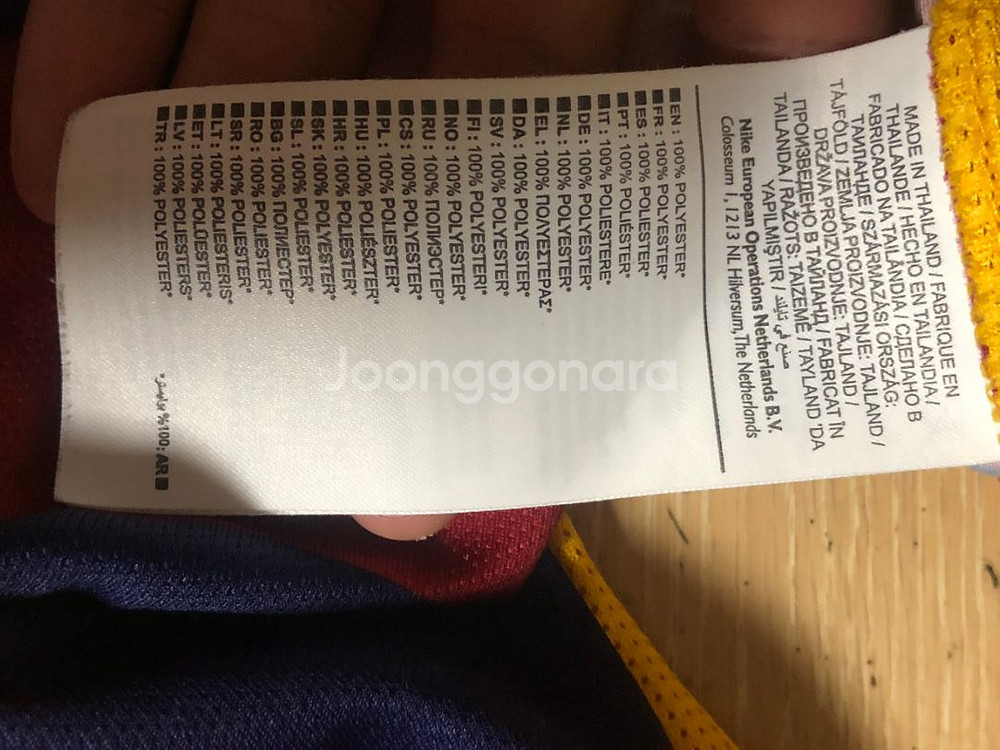 MADE IN THAILAND / FABRIQUE EN
THAILANDE / HECHO EN TAILANDIA /
FABRICADO NA TAILÂNDIA / СДЕЛАНО В
ТАИЛАНДЕ / SZÁRMAZÁSI ORSZÁG:
TÁJFÖLD / ZEMLJA PROIZVODNJE: TAJLAND /
DRŽAVA PROIZVODNJE: TAJLAND /
ПРОИЗВЕДЕНО В ТАЙЛАНД / FABRICAT ÎN
TAILANDA / RAŽOTS: TAIZEMĒ / TAYLAND 'DA
YAPILMIŞTIR / صنع في تايلند
Nike European Operations Netherlands B.V.
Colosseum 1, 1213 NL Hilversum, The Netherlands
■ EN : 100% POLYESTER*
■ FR : 100% POLYESTER*
■ ES : 100% POLIÉSTER*
■ PT : 100% POLIÉSTER*
■ IT : 100% POLIESTERE*
■ DE : 100% POLYESTER*
■ NL : 100% POLYESTER*
■ EL : 100% ΠΟΛΥΕΣΤΕΡΑΣ*
■ DA : 100% POLYESTER*
■ SV : 100% POLYESTER*
■ FI : 100% POLYESTERI*
■ NO : 100% POLYESTER*
■ RU : 100% ПОЛИЭСТЕР*
■ CS : 100% POLYESTER*
■ PL : 100% POLIESTER*
■ HU : 100% POLIÉSZTER*
■ HR : 100% POLIESTER*
■ SK : 100% POLYESTER*
■ SL : 100% POLIESTER*
■ BG : 100% ПОЛИЕСТЕР*
■ RO : 100% POLIESTER*
■ SR : 100% POLIESTER*
■ LT : 100% POLIESTERIS*
■ ET : 100% POLÜESTER*
■ LV : 100% POLIESTERS*
■ TR : 100% POLYESTER*
■ AR : 100% بوليستر*
Joonggonara